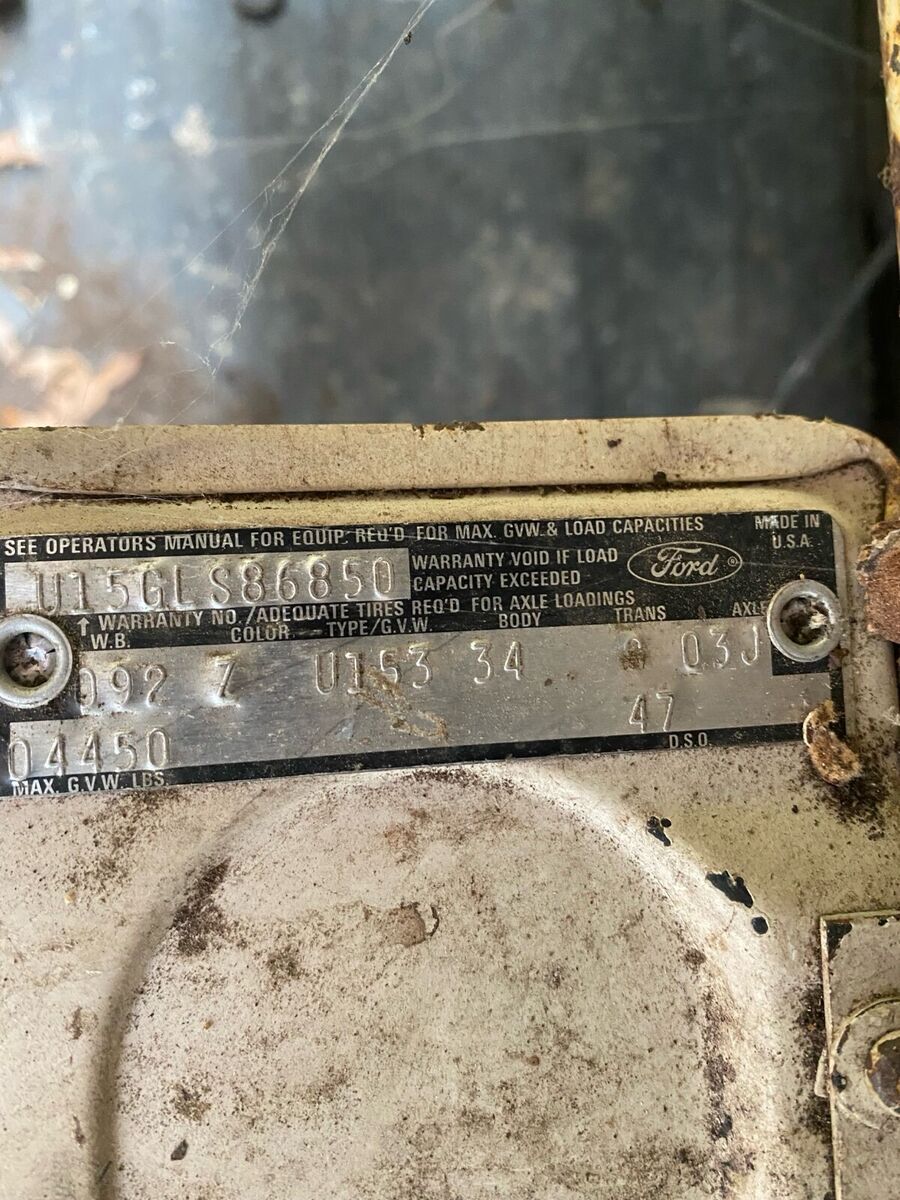 SEE OPERATORS MANUAL FOR EQUIP. REQ'D FOR MAX. GVW & LOAD CAPACITIES
MADE IN U.S.A.
U15GLS86850
WARRANTY VOID IF LOAD
CAPACITY EXCEEDED
Ford ®
↑ WARRANTY NO./ADEQUATE TIRES REQ'D FOR AXLE LOADINGS
W.B. COLOR TYPE/G.V.W. BODY TRANS AXLE
092 Z U153 34 03J
04450 47
MAX. G.V.W. LBS. D.S.O.